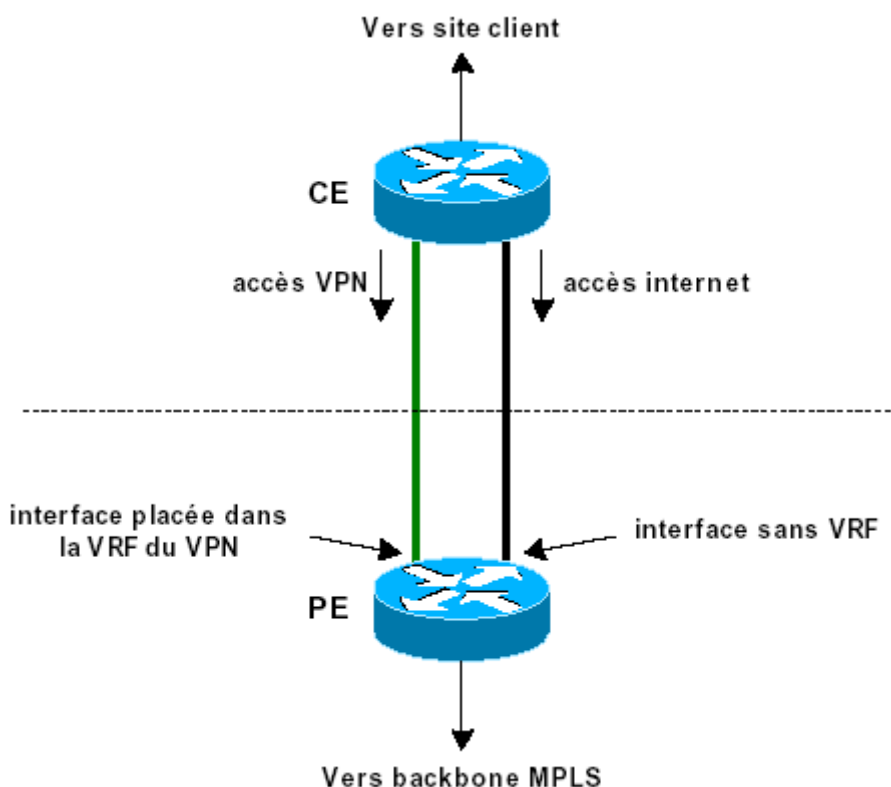 Vers site client
CE
accès VPN
accès internet
interface placée dans
la VRF du VPN
interface sans VRF
PE
Vers backbone MPLS